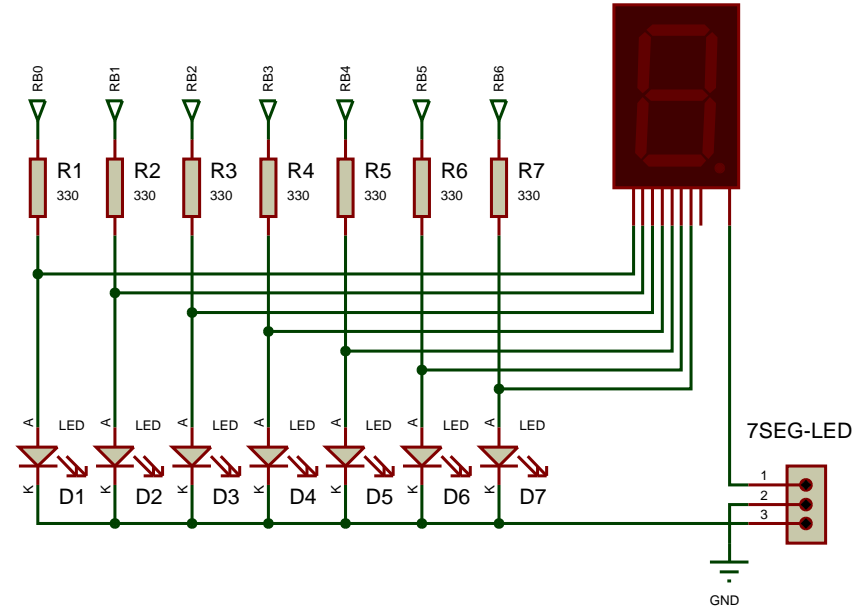 RB0 RB1 RB2 RB3 RB4 RB5 RB6
R1 R2 R3 R4 R5 R6 R7
330 330 330 330 330 330 330
A LED A LED A LED A LED A LED A LED A LED
7SEG-LED
K D1 K D2 K D3 K D4 K D5 K D6 K D7
1
2
3
GND